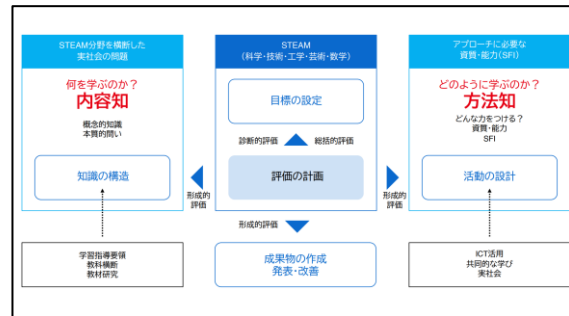 STEAM分野を横断した
実社会の問題
何を学ぶのか？
内容知
概念的知識
本質的問い
知識の構造
学習指導要領
教科横断
教材研究
STEAM
（科学・技術・工学・芸術・数学）
目標の設定
診断的評価
総括的評価
評価の計画
形成的
評価
形成的
評価
形成的評価
成果物の作成
発表・改善
アプローチに必要な
資質・能力（SFI）
どのように学ぶのか？
方法知
どんな力をつける？
資質・能力
SFI
活動の設計
ICT活用
共同的な学び
実社会